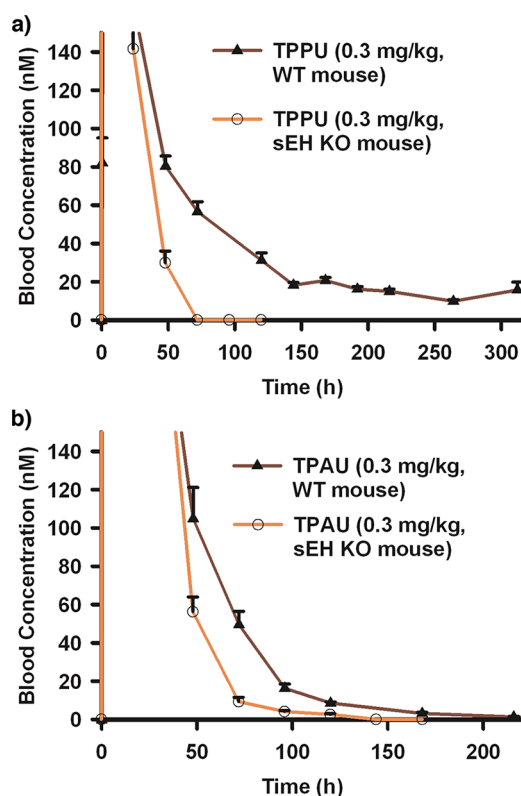 a)
Blood Concentration (nM)
140
120
100
80
60
40
20
0
TPPU (0.3 mg/kg,
WT mouse)
TPPU (0.3 mg/kg,
sEH KO mouse)
0 50 100 150 200 250 300
Time (h)
b)
Blood Concentration (nM)
140
120
100
80
60
40
20
0
TPAU (0.3 mg/kg,
WT mouse)
TPAU (0.3 mg/kg,
sEH KO mouse)
0 50 100 150 200
Time (h)